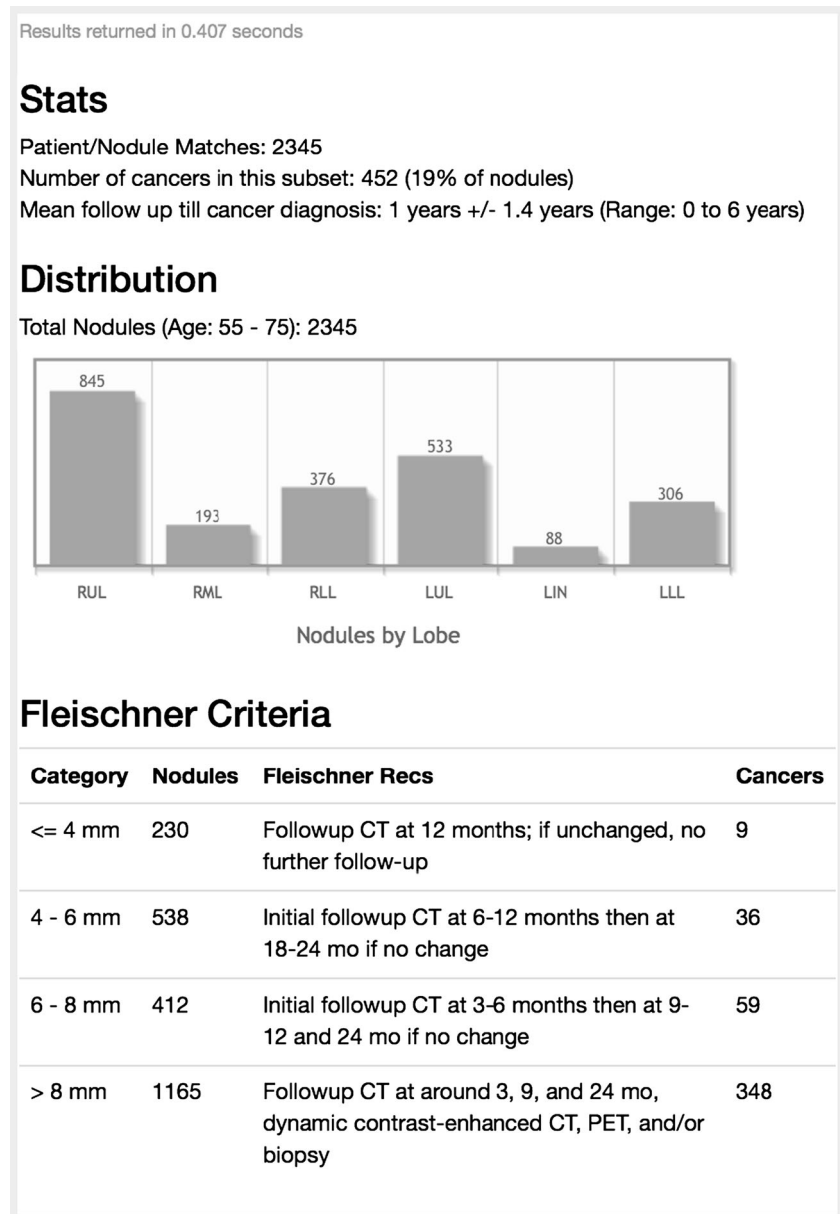 Results returned in 0.407 seconds
Stats
Patient/Nodule Matches: 2345
Number of cancers in this subset: 452 (19% of nodules)
Mean follow up till cancer diagnosis: 1 years +/- 1.4 years (Range: 0 to 6 years)
Distribution
Total Nodules (Age: 55 - 75): 2345
845 193 376 533 88 306
RUL RML RLL LUL LIN LLL
Nodules by Lobe
Fleischner Criteria
Category Nodules Fleischner Recs Cancers
<= 4 mm 230 Followup CT at 12 months; if unchanged, no 9
further follow-up
4 - 6 mm 538 Initial followup CT at 6-12 months then at 36
18-24 mo if no change
6 - 8 mm 412 Initial followup CT at 3-6 months then at 9- 59
12 and 24 mo if no change
> 8 mm 1165 Followup CT at around 3, 9, and 24 mo, 348
dynamic contrast-enhanced CT, PET, and/or
biopsy